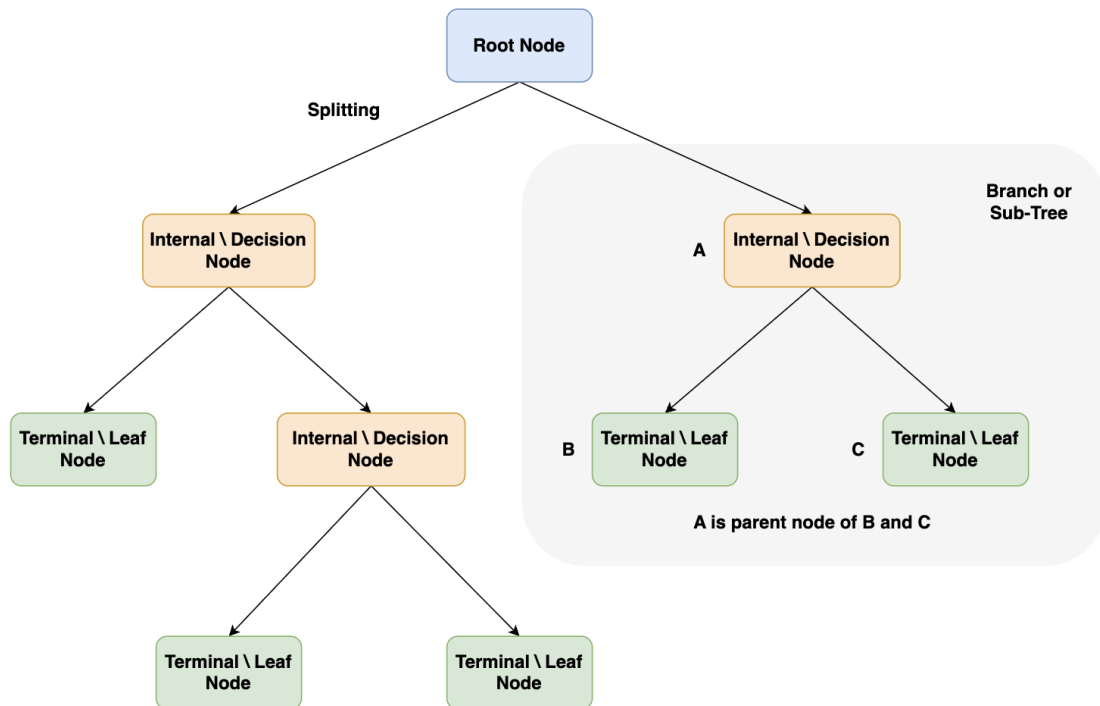 Root Node
Splitting
Branch or
Sub-Tree
Internal \ Decision
Node
A
Internal \ Decision
Node
Terminal \ Leaf
Node
Internal \ Decision
Node
B
Terminal \ Leaf
Node
C
Terminal \ Leaf
Node
A is parent node of B and C
Terminal \ Leaf
Node
Terminal \ Leaf
Node